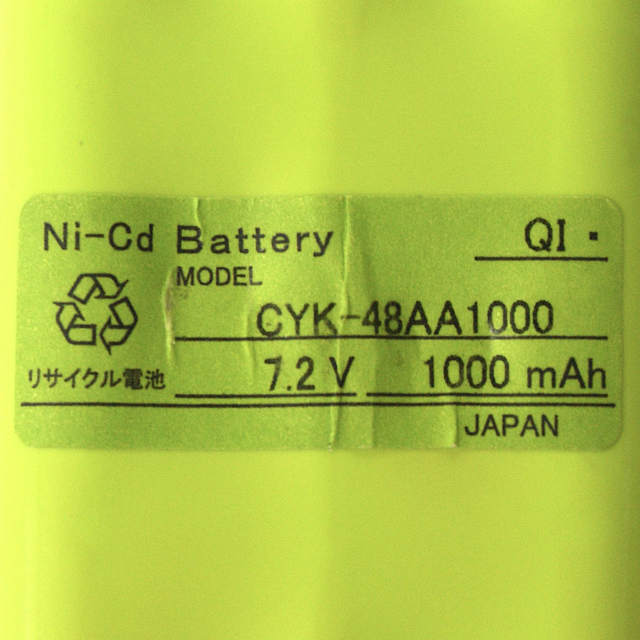 Ni-Cd Battery QI ·
MODEL
CYK-48AA1000
リサイクル電池 7.2 V 1000 mAh
JAPAN